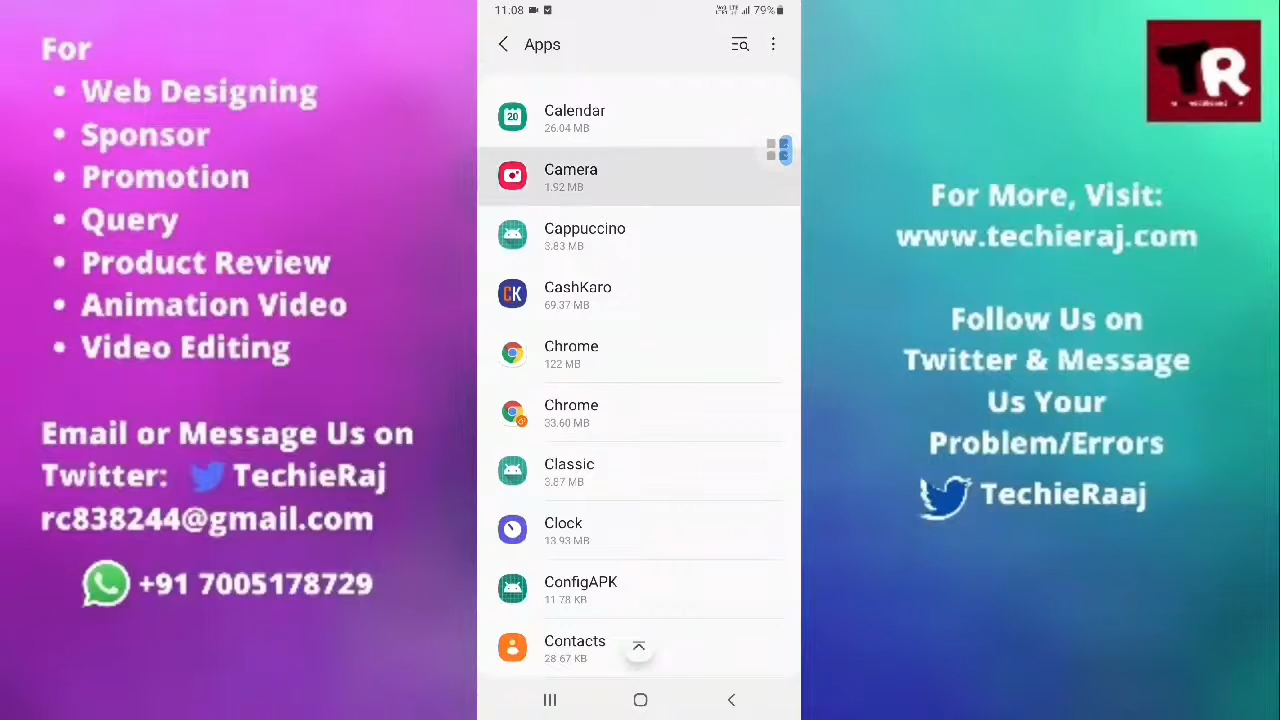 For
• Web Designing
• Sponsor
• Promotion
• Query
• Product Review
• Animation Video
• Video Editing
Email or Message Us on
Twitter: TechieRaj
rc838244@gmail.com
+91 7005178729
11.08
79%
Apps
Calendar
20
26.04 MB
Camera
1.92 MB
Cappuccino
3.83 MB
CashKaro
CK
69.37 MB
Chrome
122 MB
Chrome
33.60 MB
Classic
3.87 MB
Clock
13.93 MB
ConfigAPK
11.78 KB
Contacts
28.67 KB
TR
For More, Visit:
www.techieraj.com
Follow Us on
Twitter & Message
Us Your
Problem/Errors
TechieRaaj